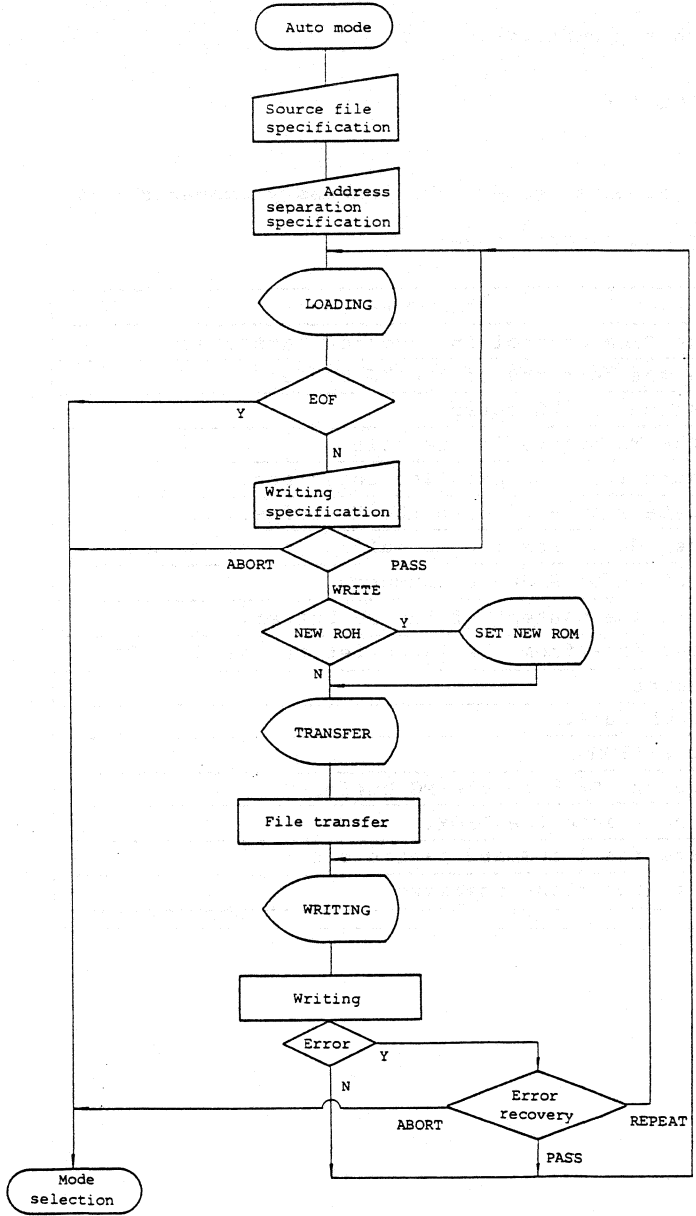 Auto mode
Source file
specification
Address
separation
specification
LOADING
EOF
Y
N
Writing
specification
ABORT
PASS
WRITE
NEW ROH
Y
SET NEW ROM
N
TRANSFER
File transfer
WRITING
Writing
Error
Y
N
Error
recovery
ABORT
REPEAT
PASS
Mode
selection